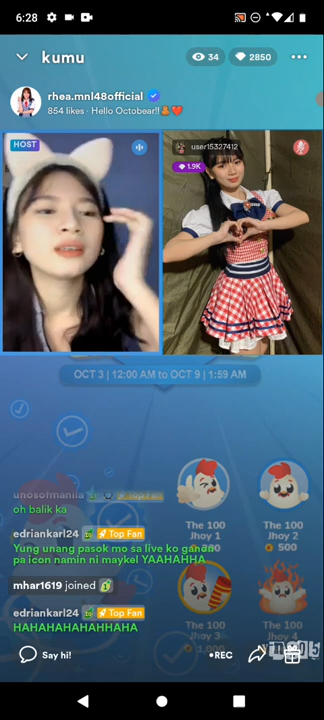 6:28
kumu
34
2850
rhea.mnl48official
854 likes · Hello Octobear!!
HOST
user15327412
1.9K
OCT 3 | 12:00 AM to OCT 9 | 1:59 AM
unosofmanila Top Fan
oh balik ka
edriankarl24 Top Fan
Yung unang pasok mo sa live ko
pa icon namin ni maykel YAAHAHHA
mhar1619 joined
edriankarl24 Top Fan
HAHAHAHAHAHHAHA
The 100
Jhoy 1
The 100
Jhoy 2
500
The 100
Jhoy 3
The 100
Jhoy 4
Say hi!
REC